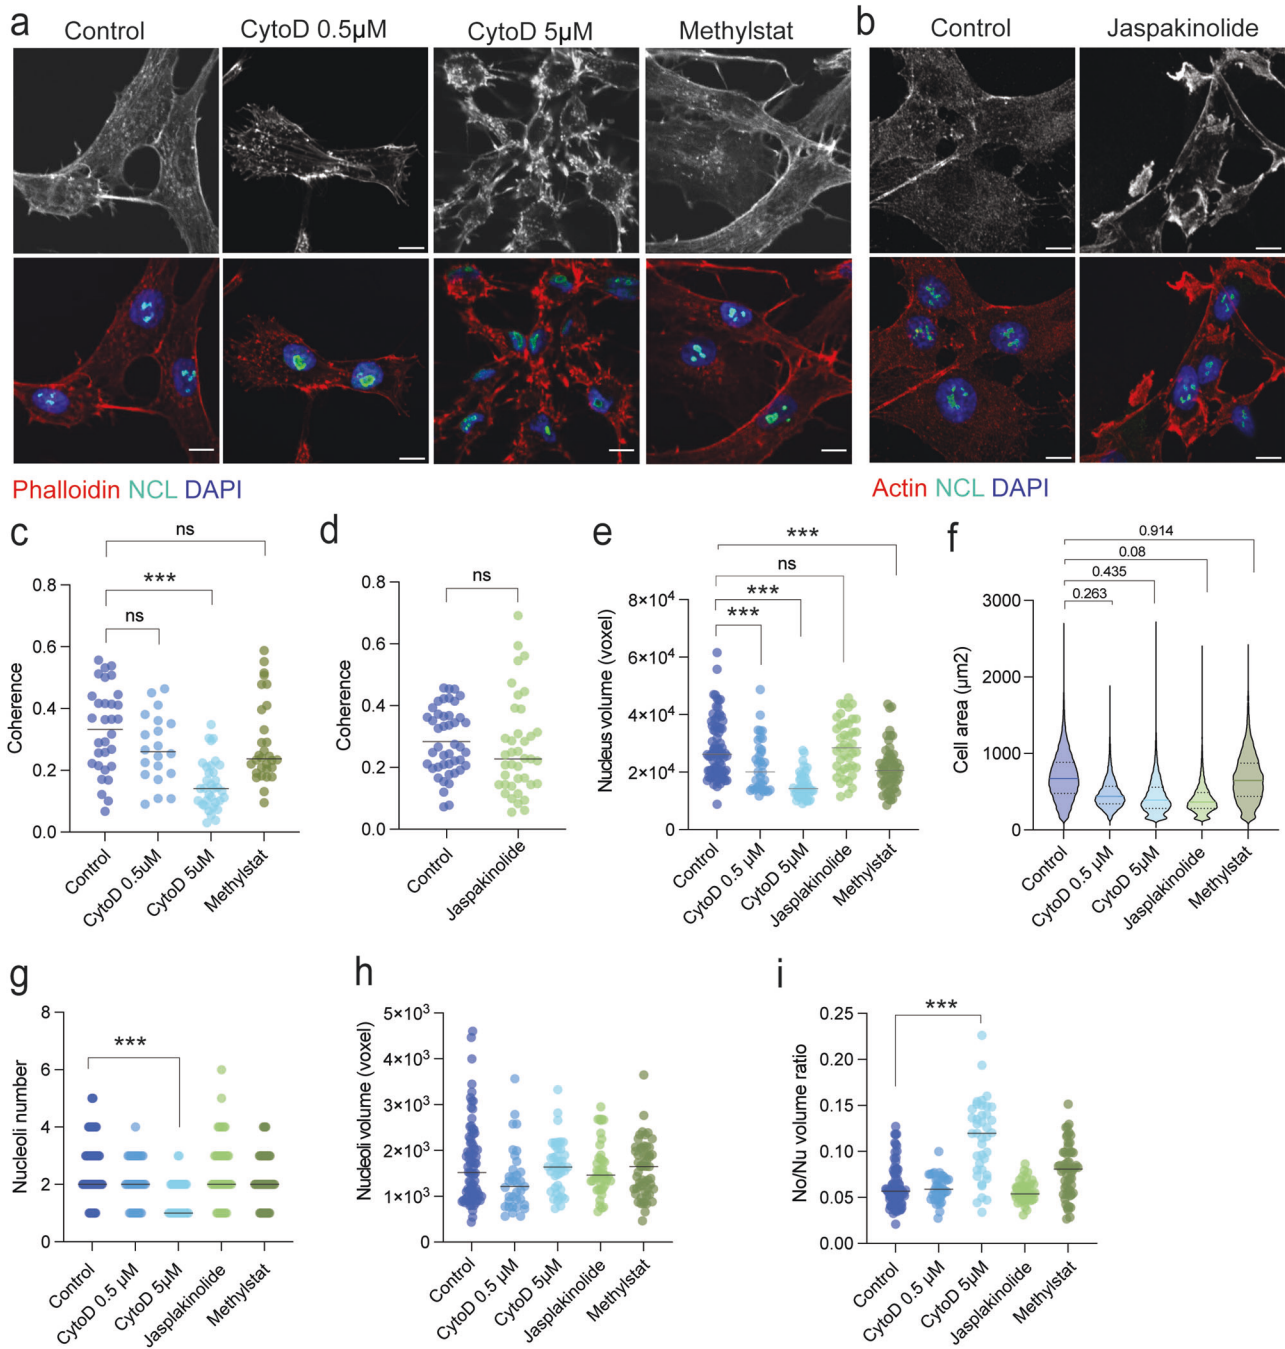 a
Control
CytoD 0.5µM
CytoD 5µM
Methylstat
b
Control
Jaspakinolide
Phalloidin NCL DAPI
Actin NCL DAPI
c
ns
***
ns
Coherence
0.8
0.6
0.4
0.2
0.0
Control
CytoD 0.5uM
CytoD 5uM
Methylstat
d
ns
Coherence
0.8
0.6
0.4
0.2
0.0
Control
Jaspakinolide
e
***
ns
***
***
Nucleus volume (voxel)
8×10⁴
6×10⁴
4×10⁴
2×10⁴
0
Control
CytoD 0.5 µM
CytoD 5µM
Jasplakinolide
Methylstat
f
0.914
0.08
0.435
0.263
Cell area (µm2)
3000
2000
1000
0
Control
CytoD 0.5 µM
CytoD 5µM
Jasplakinolide
Methylstat
g
***
Nucleoli number
8
6
4
2
0
Control
CytoD 0.5 µM
CytoD 5µM
Jasplakinolide
Methylstat
h
Nucleoli volume (voxel)
5×10³
4×10³
3×10³
2×10³
1×10³
0
Control
CytoD 0.5 µM
CytoD 5µM
Jasplakinolide
Methylstat
i
***
No/Nu volume ratio
0.25
0.20
0.15
0.10
0.05
0.00
Control
CytoD 0.5 µM
CytoD 5µM
Jasplakinolide
Methylstat